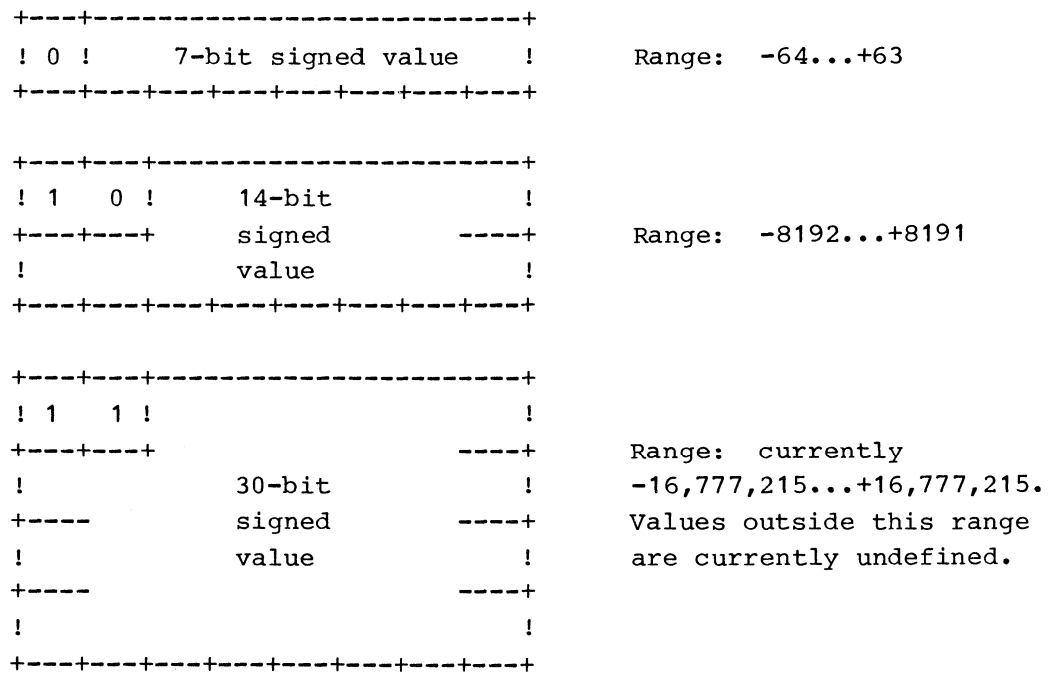 +---+---------------------------+
! 0 !     7-bit signed value    !      Range:  -64...+63
+---+---+---+---+---+---+---+---+

+---+---+-----------------------+
! 1   0 !     14-bit            !
+---+---+     signed        ----+      Range:  -8192...+8191
!             value             !
+---+---+---+---+---+---+---+---+

+---+---+-----------------------+
! 1   1 !                       !
+---+---+                   ----+      Range:  currently
!             30-bit            !      -16,777,215...+16,777,215.
+----         signed        ----+      Values outside this range
!             value             !      are currently undefined.
+----                       ----+
!                               !
+---+---+---+---+---+---+---+---+